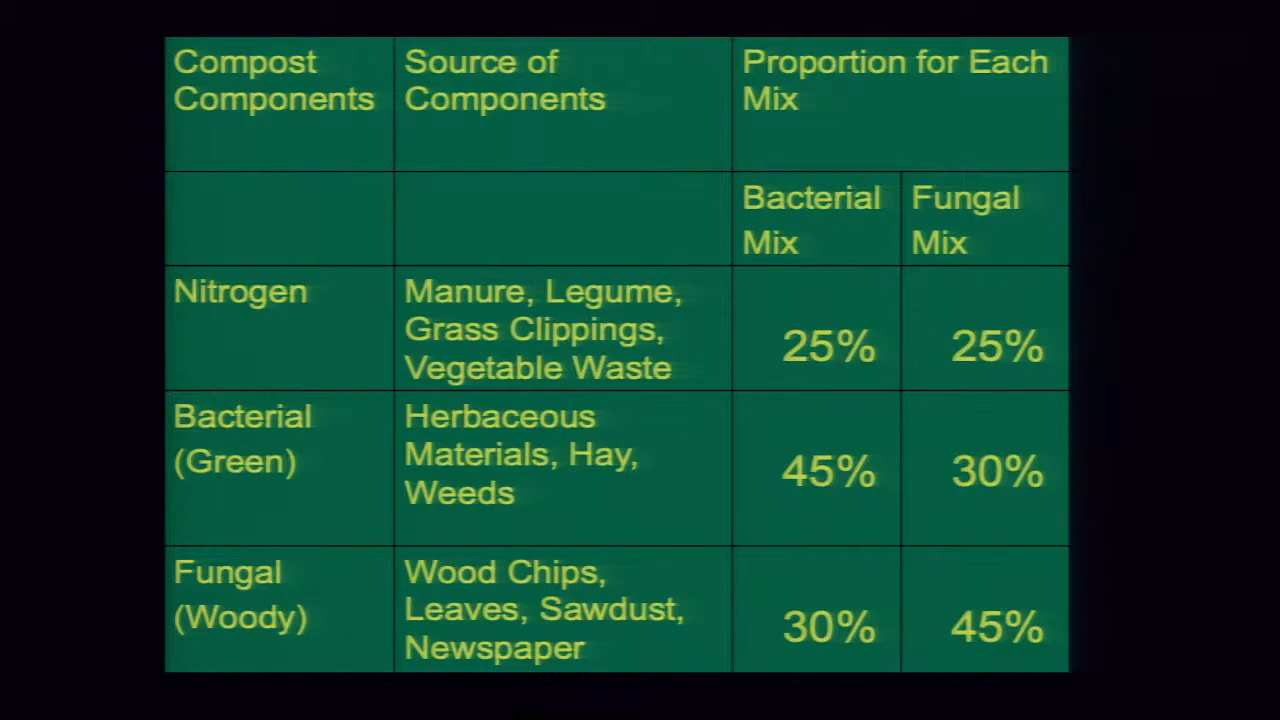 Compost
Components
Source of
Components
Proportion for Each
Mix
Bacterial
Mix
Fungal
Mix
Nitrogen
Manure, Legume,
Grass Clippings,
Vegetable Waste
25%
25%
Bacterial
(Green)
Herbaceous
Materials, Hay,
Weeds
45%
30%
Fungal
(Woody)
Wood Chips,
Leaves, Sawdust,
Newspaper
30%
45%